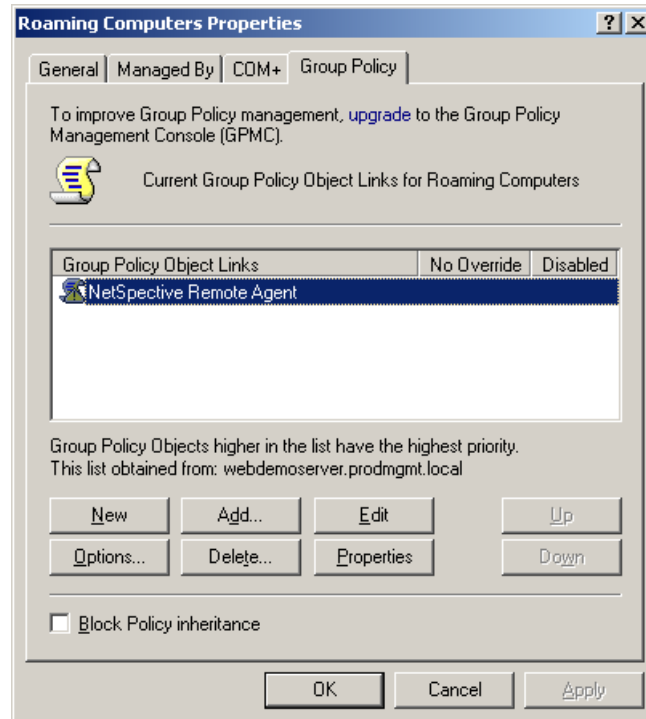 Roaming Computers Properties
General Managed By COM+ Group Policy
To improve Group Policy management, upgrade to the Group Policy
Management Console (GPMC).
Current Group Policy Object Links for Roaming Computers
Group Policy Object Links No Override Disabled
NetSpective Remote Agent
Group Policy Objects higher in the list have the highest priority.
This list obtained from: webdemoserver.prodmgmt.local
New Add... Edit Up
Options... Delete... Properties Down
Block Policy inheritance
OK Cancel Apply